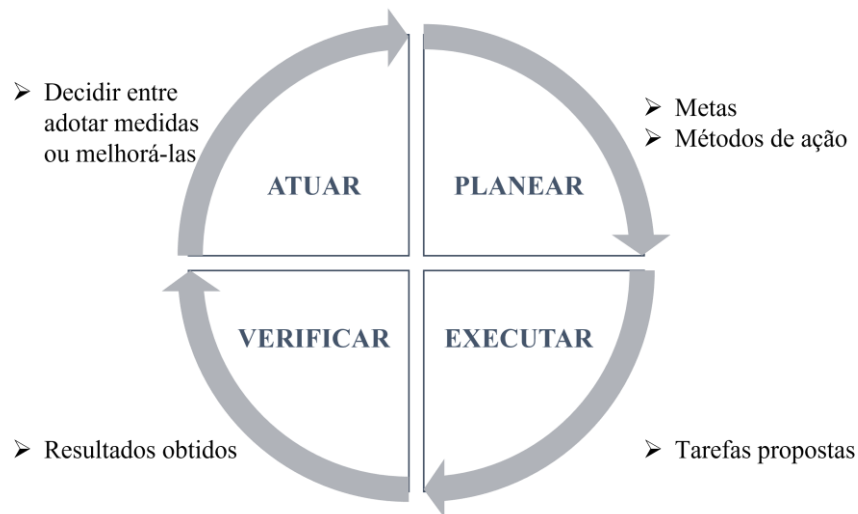 ➢ Decidir entre
adotar medidas
ou melhorá-las
➢ Metas
➢ Métodos de ação
ATUAR
PLANEAR
VERIFICAR
EXECUTAR
➢ Resultados obtidos
➢ Tarefas propostas